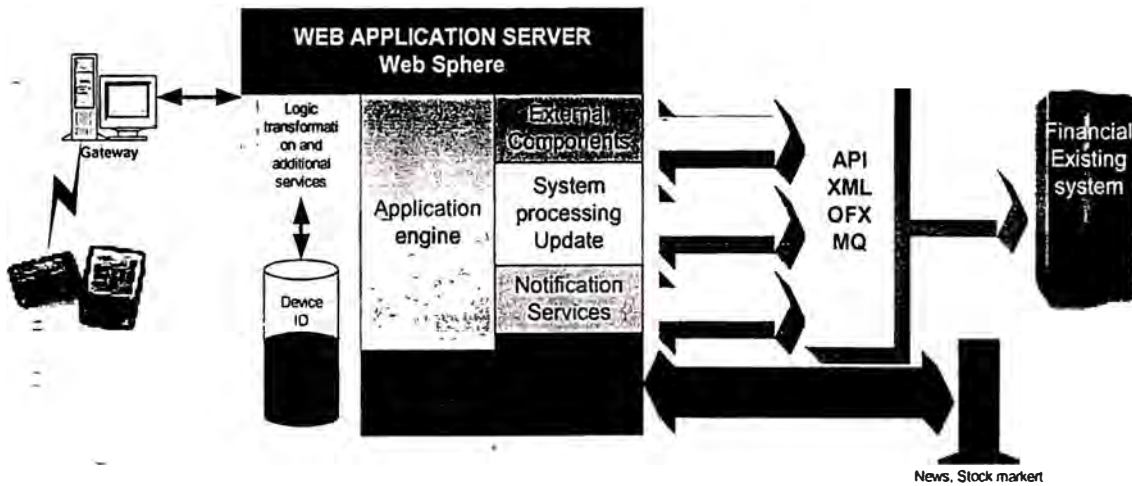 WEB APPLICATION SERVER
Web Sphere
Gateway
Logic
transformati
on and
additional
services
Device
ID
Application
engine
External
Components
System
processing
Update
Notification
Services
API
XML
OFX
MQ
Financial
Existing
system
News, Stock markert